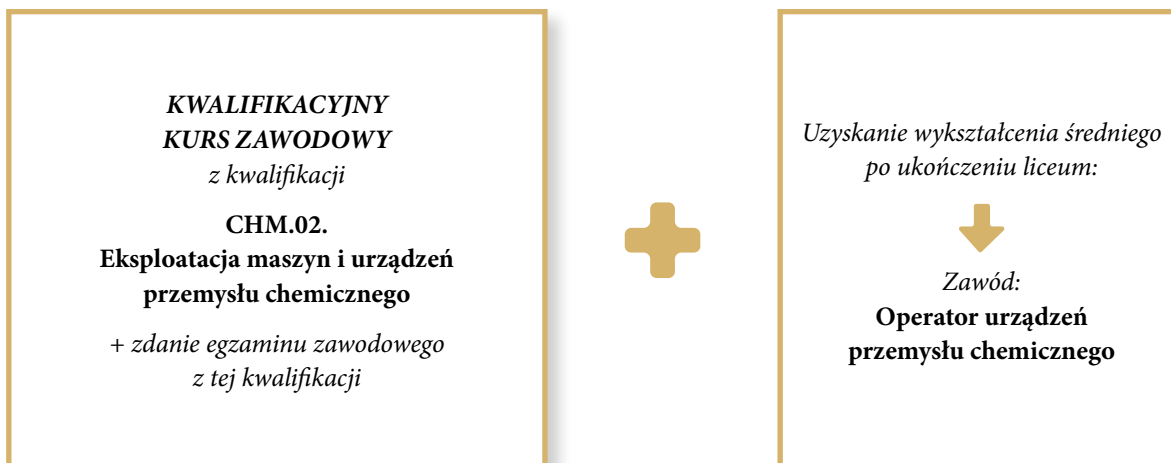 KWALIFIKACYJNY
KURS ZAWODOWY
z kwalifikacji
CHM.02.
Eksploatacja maszyn i urządzeń
przemysłu chemicznego
+ zdanie egzaminu zawodowego
z tej kwalifikacji
Uzyskanie wykształcenia średniego
po ukończeniu liceum:
Zawód:
Operator urządzeń
przemysłu chemicznego